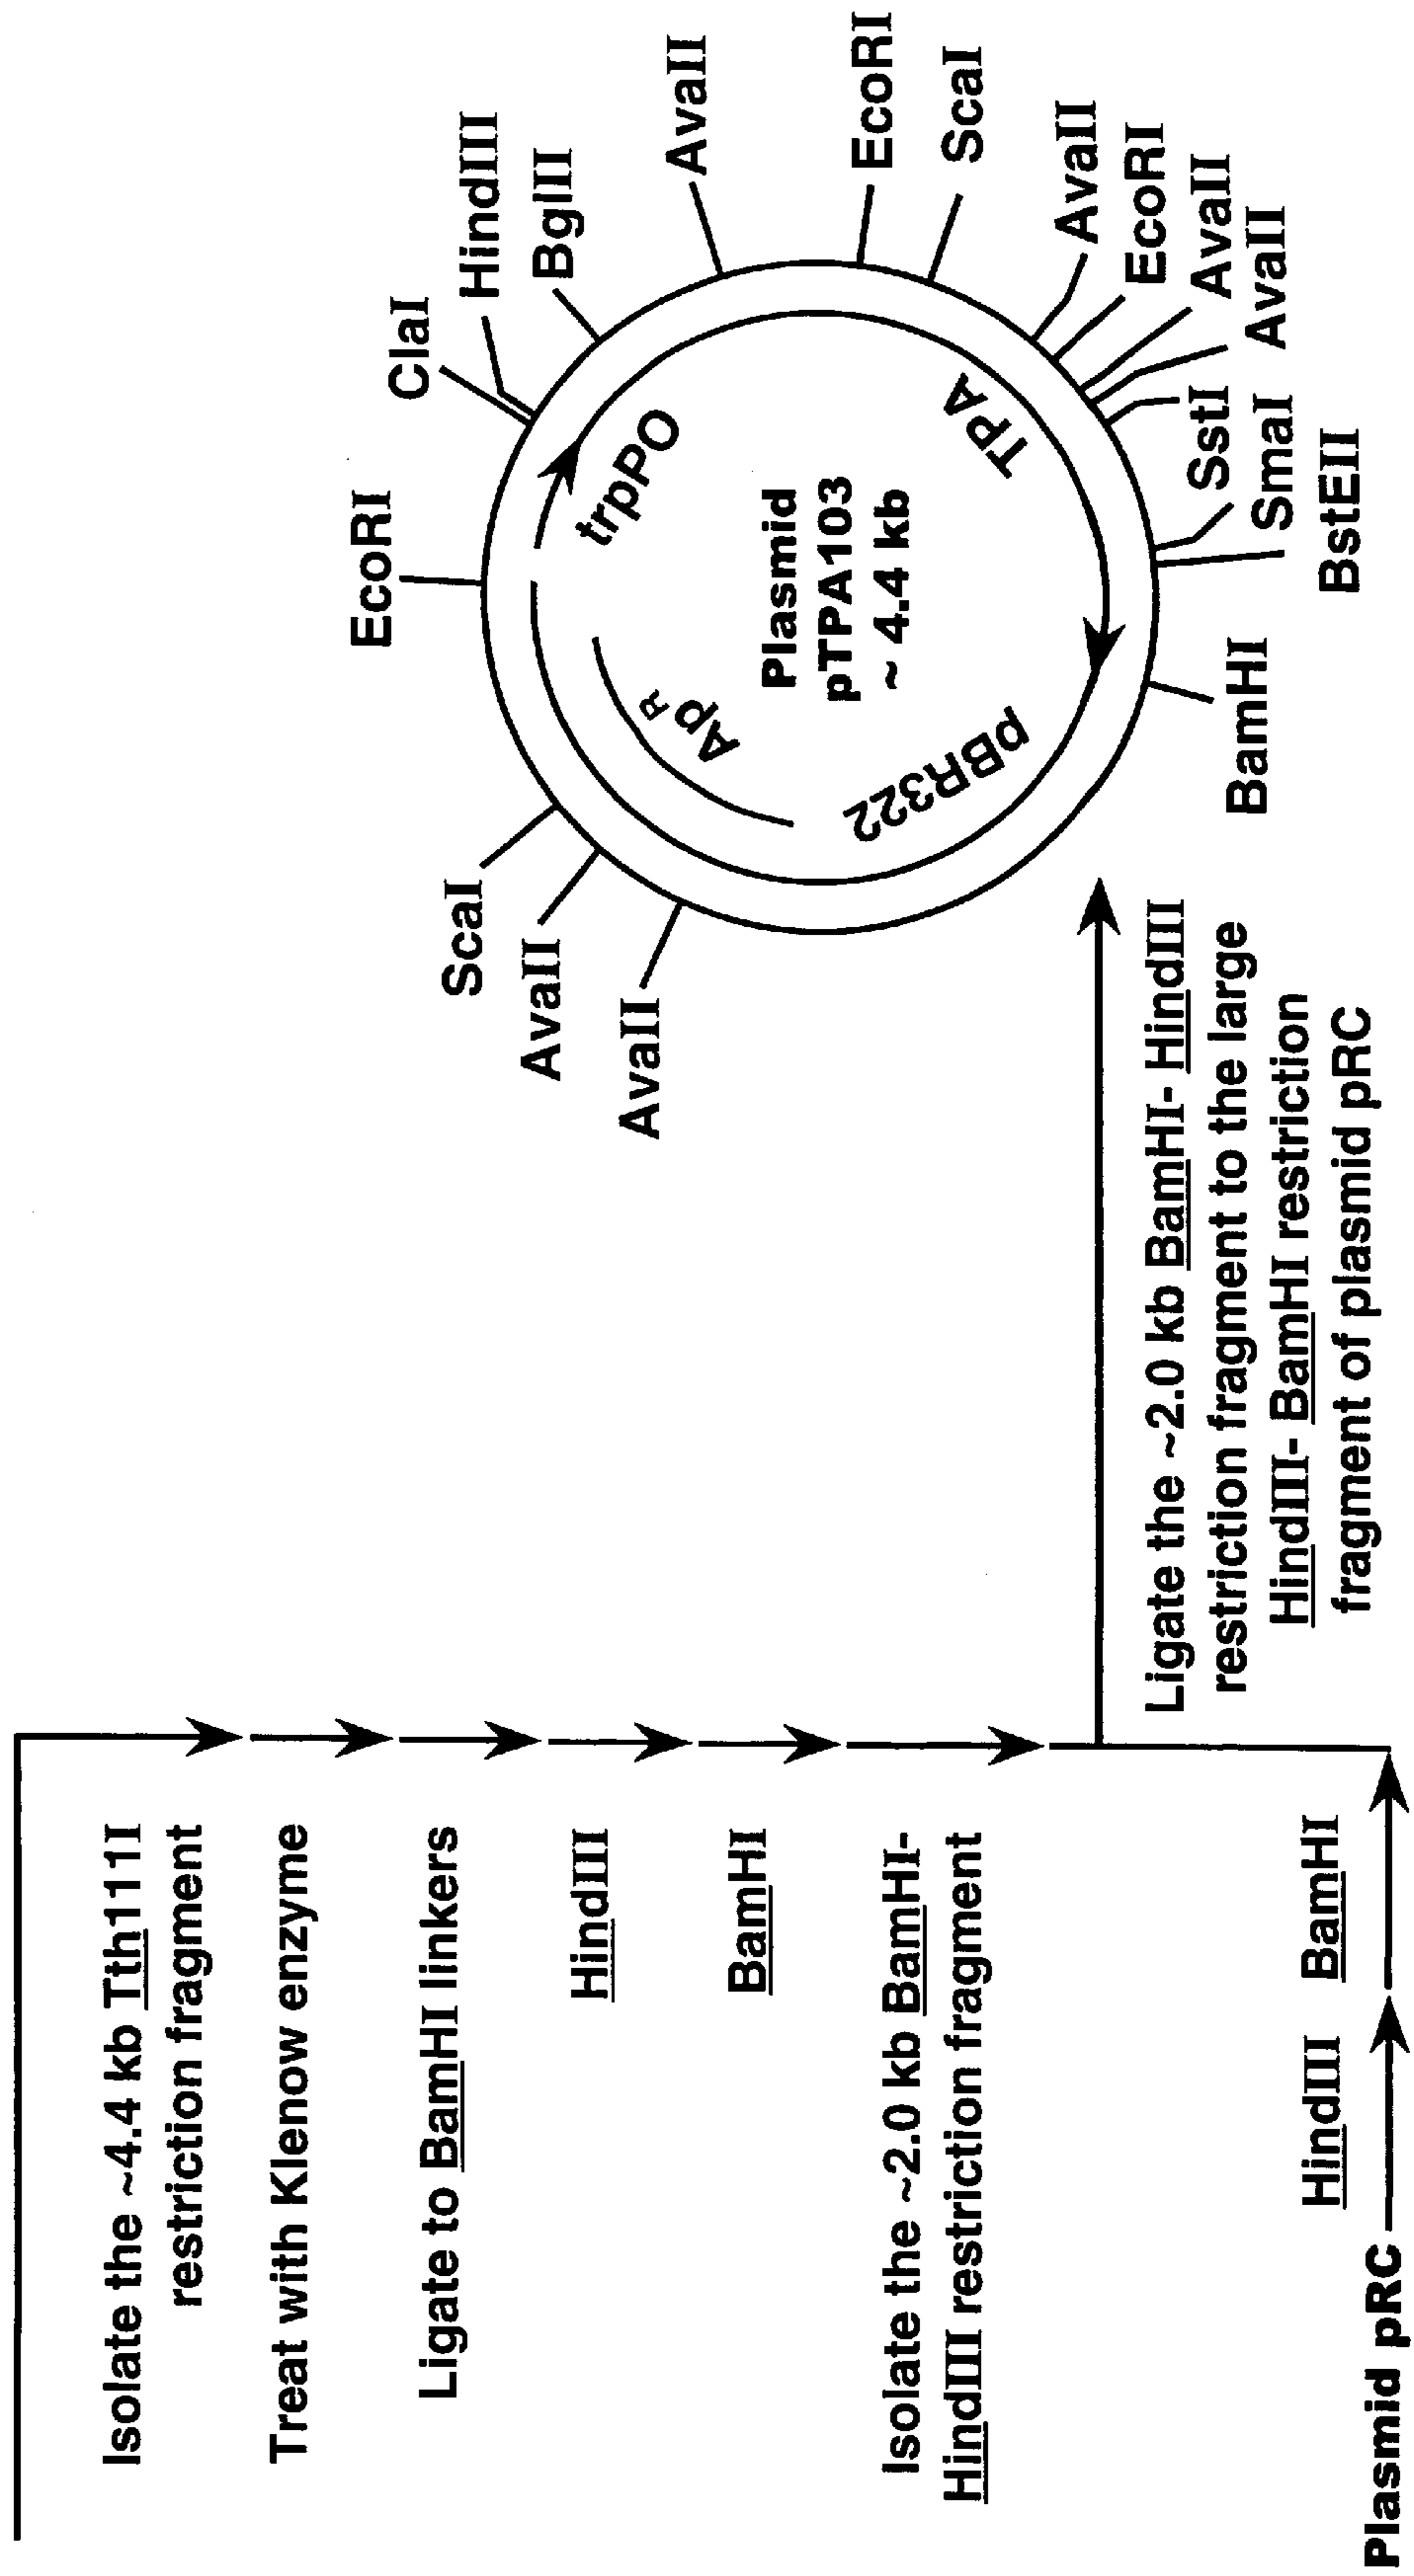 Isolate the ~4.4 kb Tth111I
restriction fragment
Treat with Klenow enzyme
Ligate to BamHI linkers
HindIII
BamHI
Isolate the ~2.0 kb BamHI-
HindIII restriction fragment
HindIII
BamHI
Plasmid pRC
Ligate the ~2.0 kb BamHI- HindIII
restriction fragment to the large
HindIII- BamHI restriction
fragment of plasmid pRC
EcoRI
ClaI
HindIII
BglII
AvaII
EcoRI
ScaI
AvaII
EcoRI
AvaII
AvaII
SstI
SmaI
BstEII
BamHI
AvaII
AvaII
ScaI
trpPO
TPA
pBR322
ApR
Plasmid
pTPA103
~ 4.4 kb